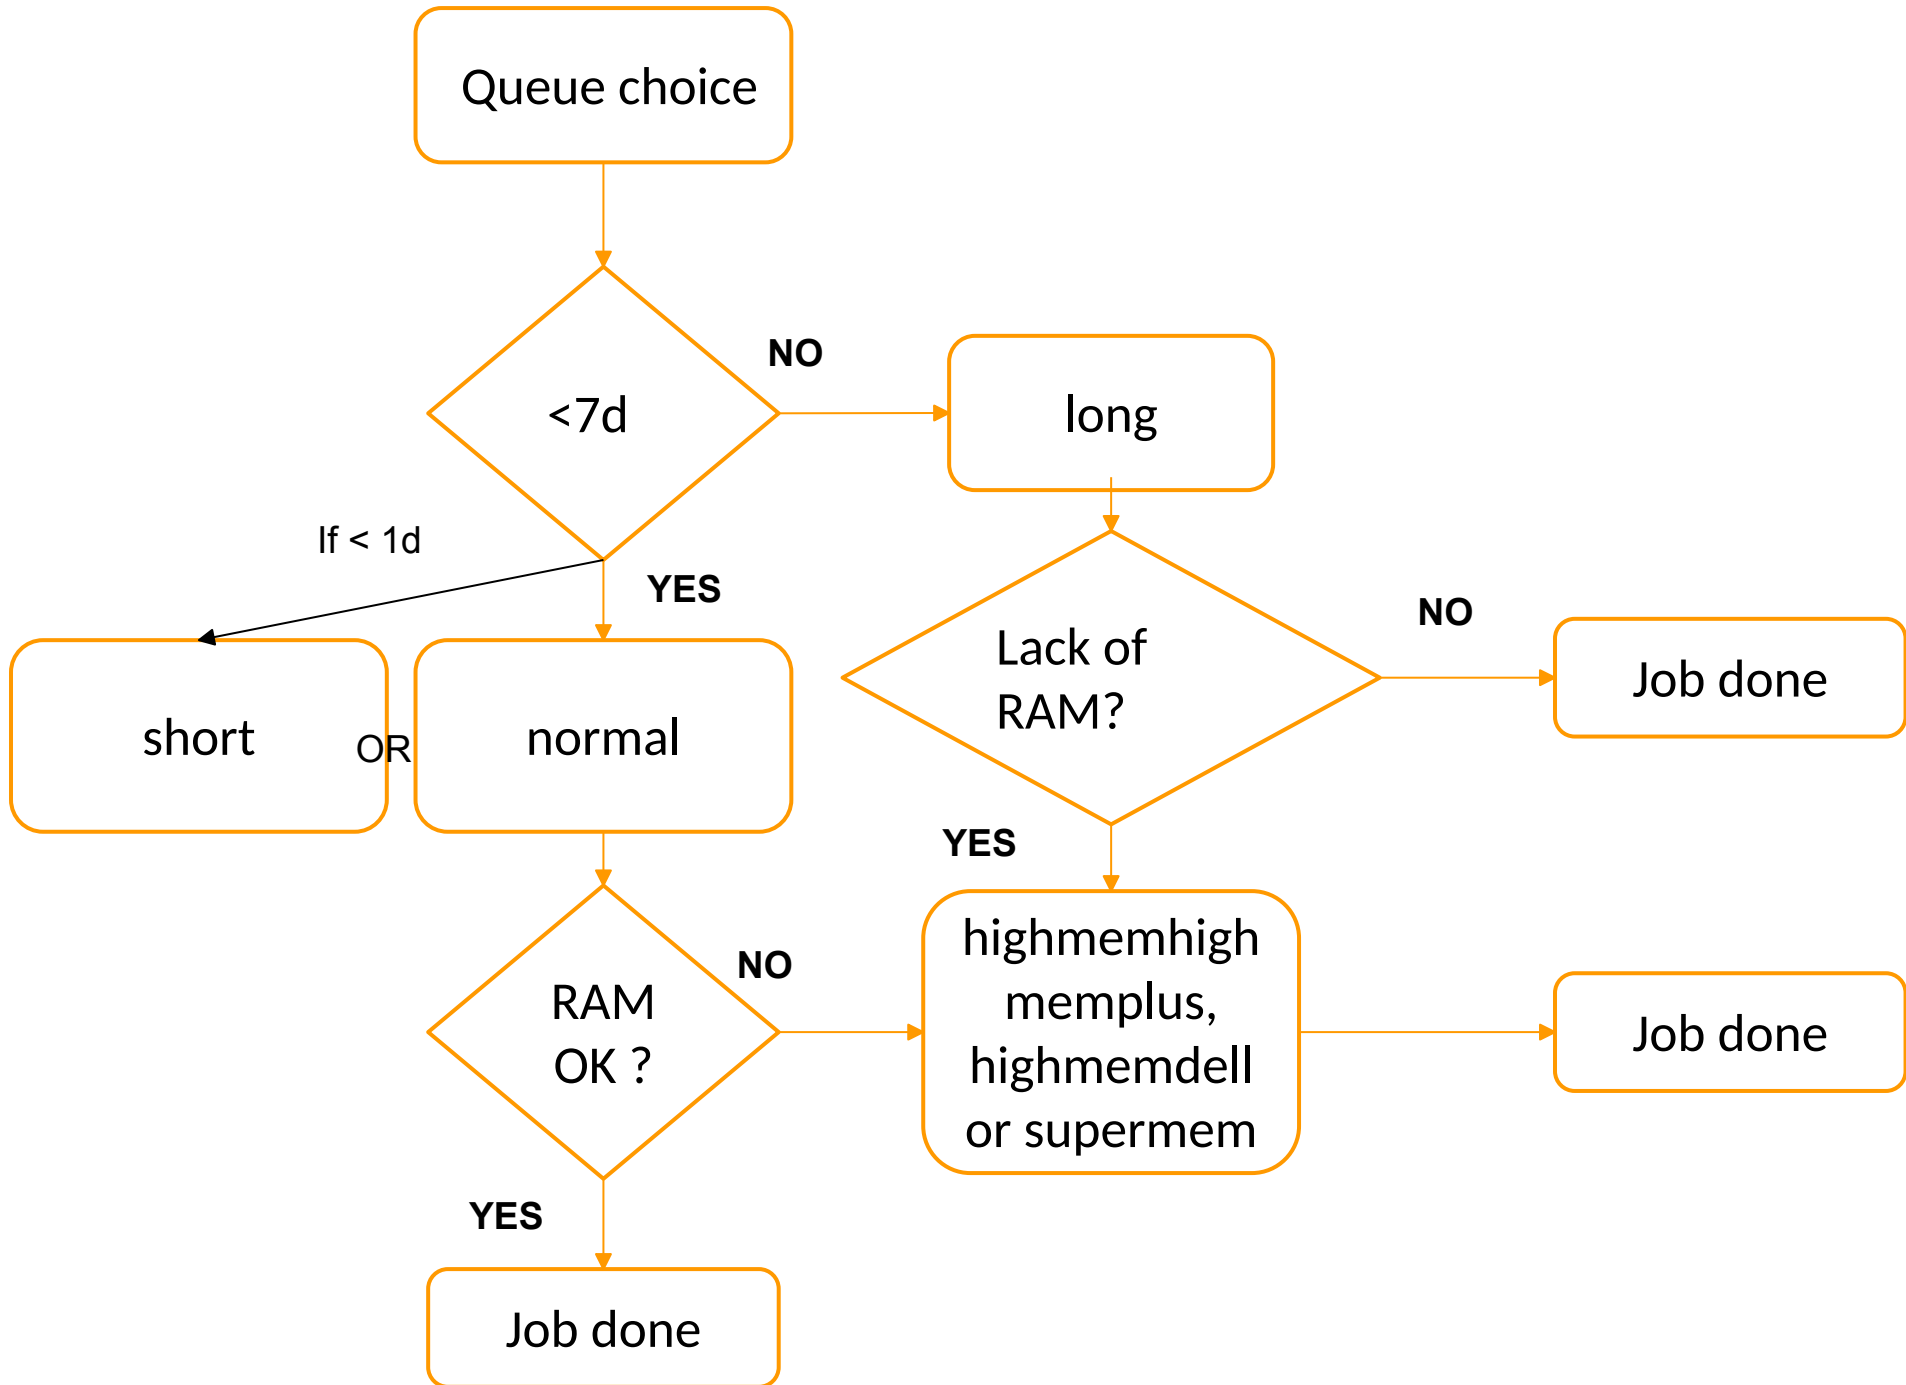 Queue choice
NO
<7d
long
If < 1d
YES
NO
Lack of
RAM?
Job done
short
OR
normal
YES
highmemhigh
memplus,
highmemdell
or supermem
NO
RAM
OK ?
Job done
YES
Job done